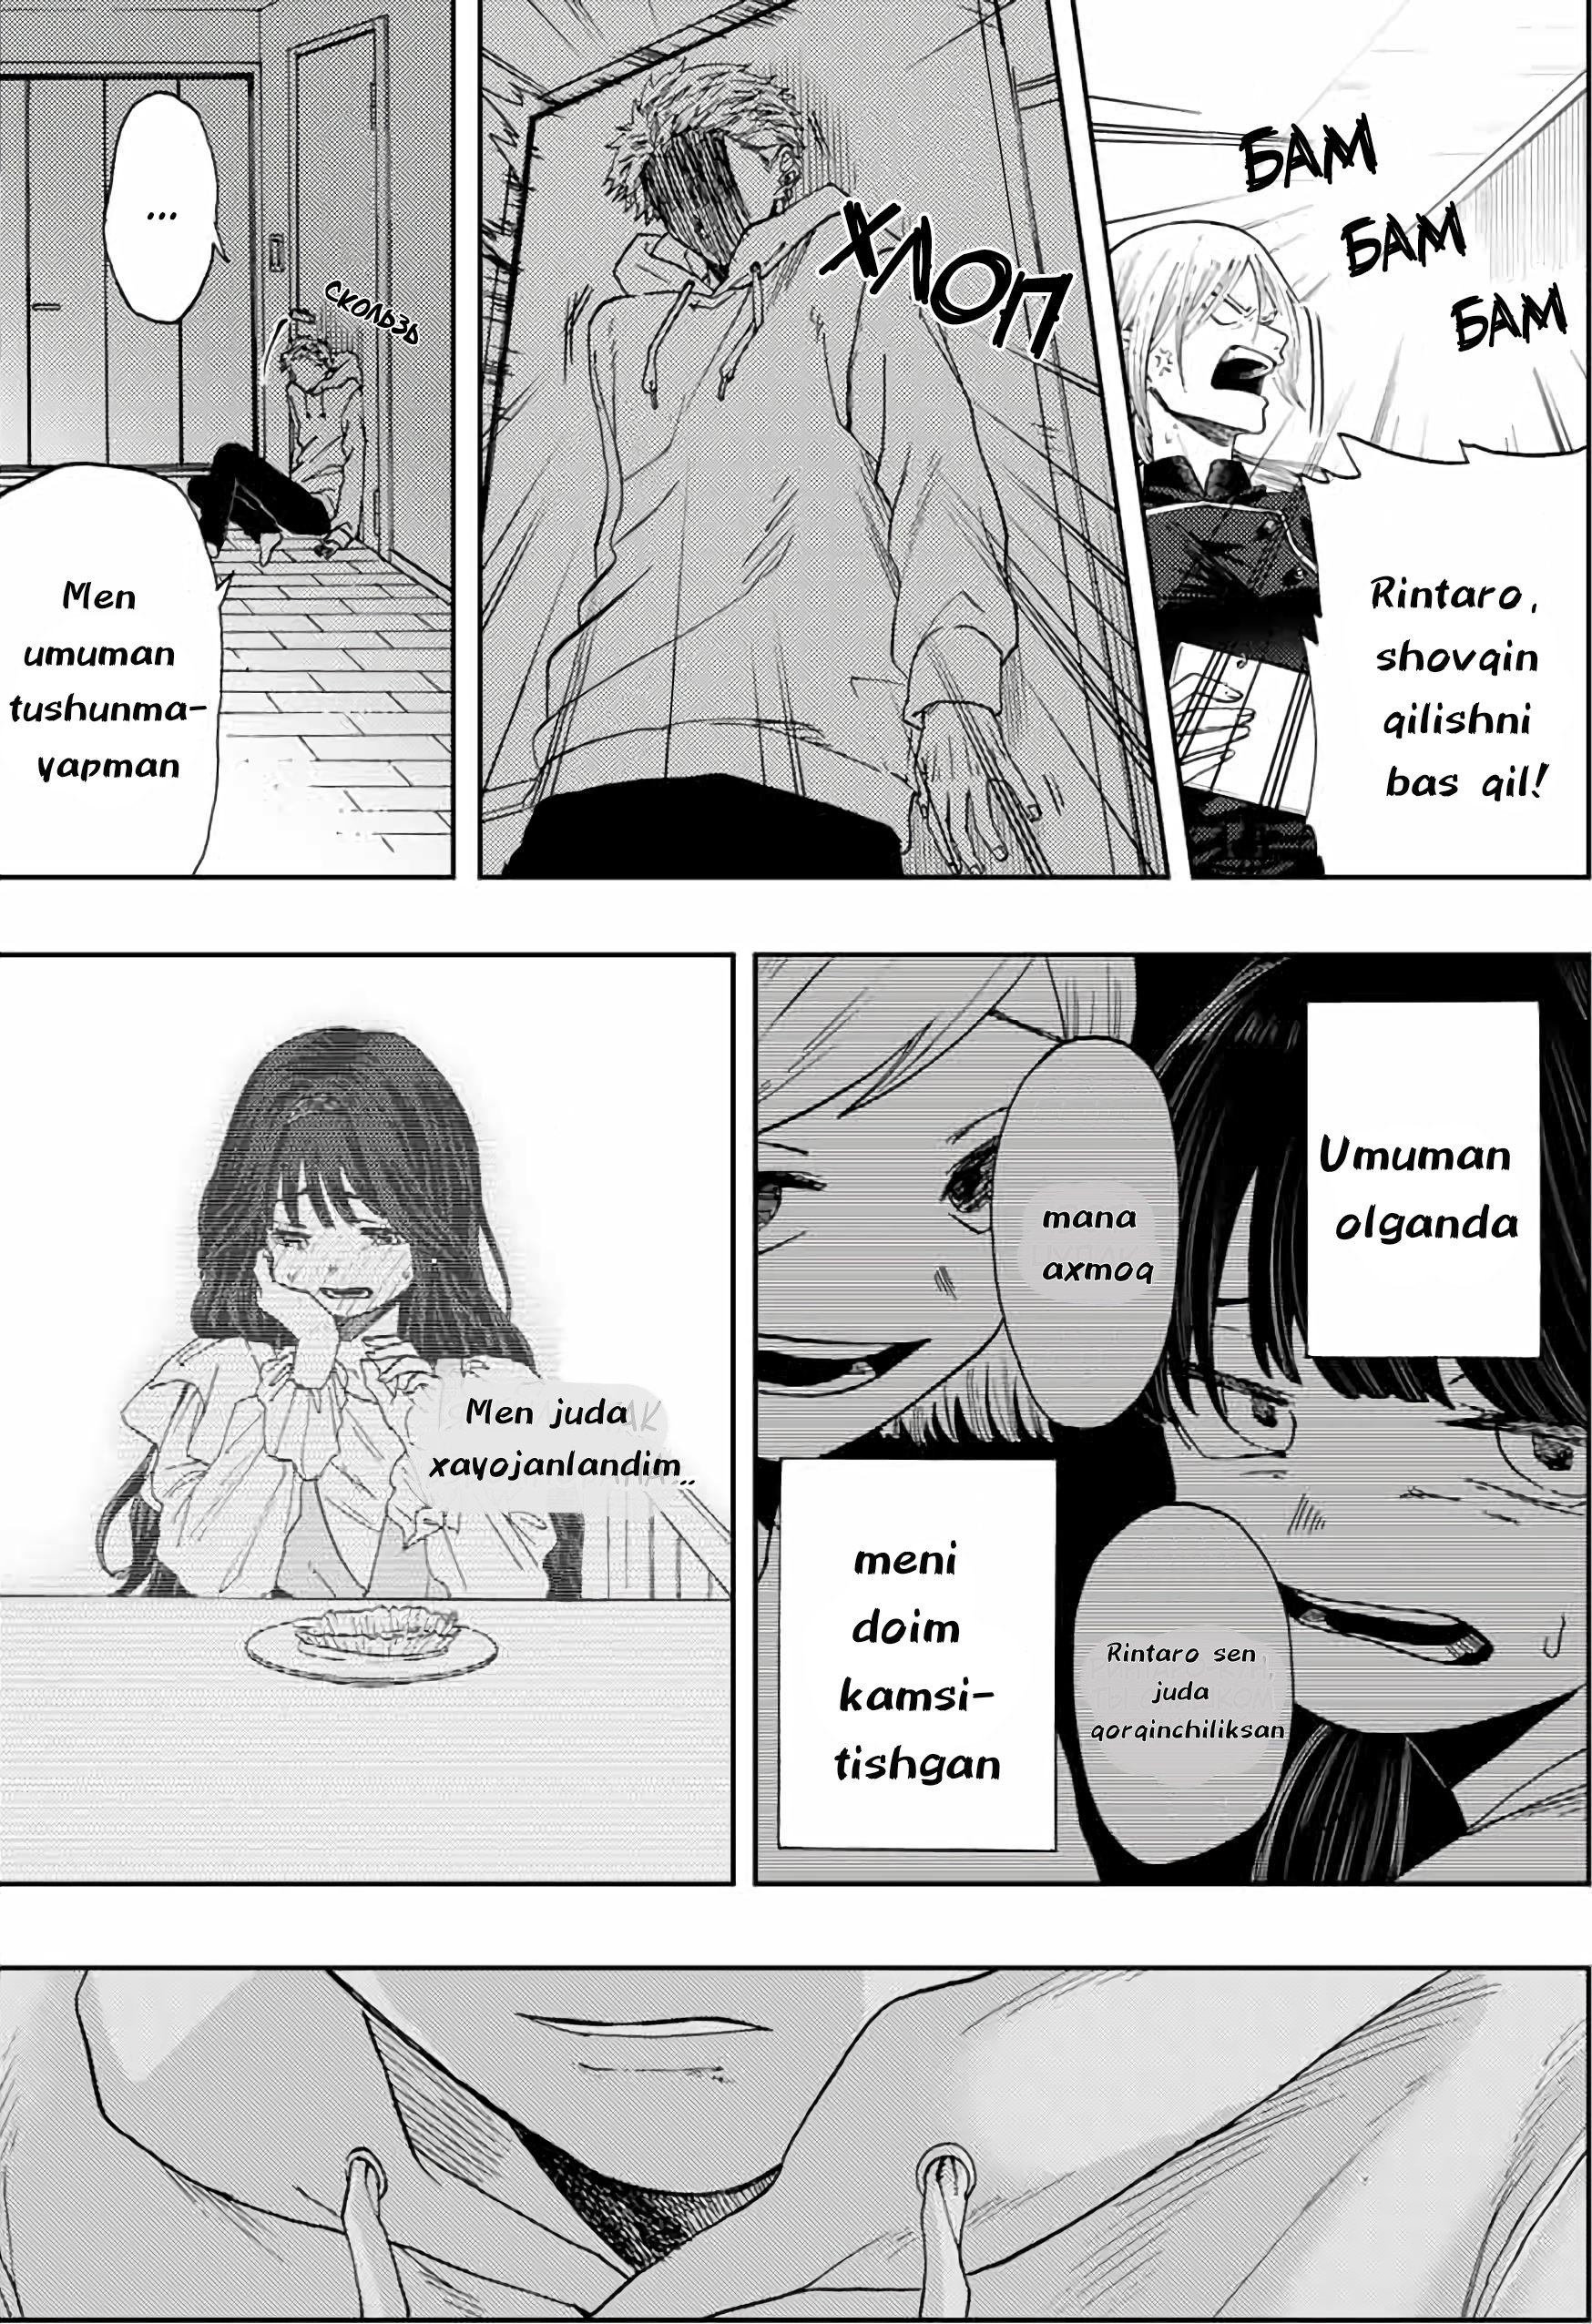 БАМ
БАМ
БАМ
Rintaro,
shovqin
qilishni
bas qil!
ХЛОП
...
СКОЛЬЗЬ
Men
umuman
tushunma-
yapman
Umuman
olganda
mana
axmoq
meni
doim
kamsi-
tishgan
Rintaro sen
juda
qorqinchiliksan
Men juda
xayojanlandim..